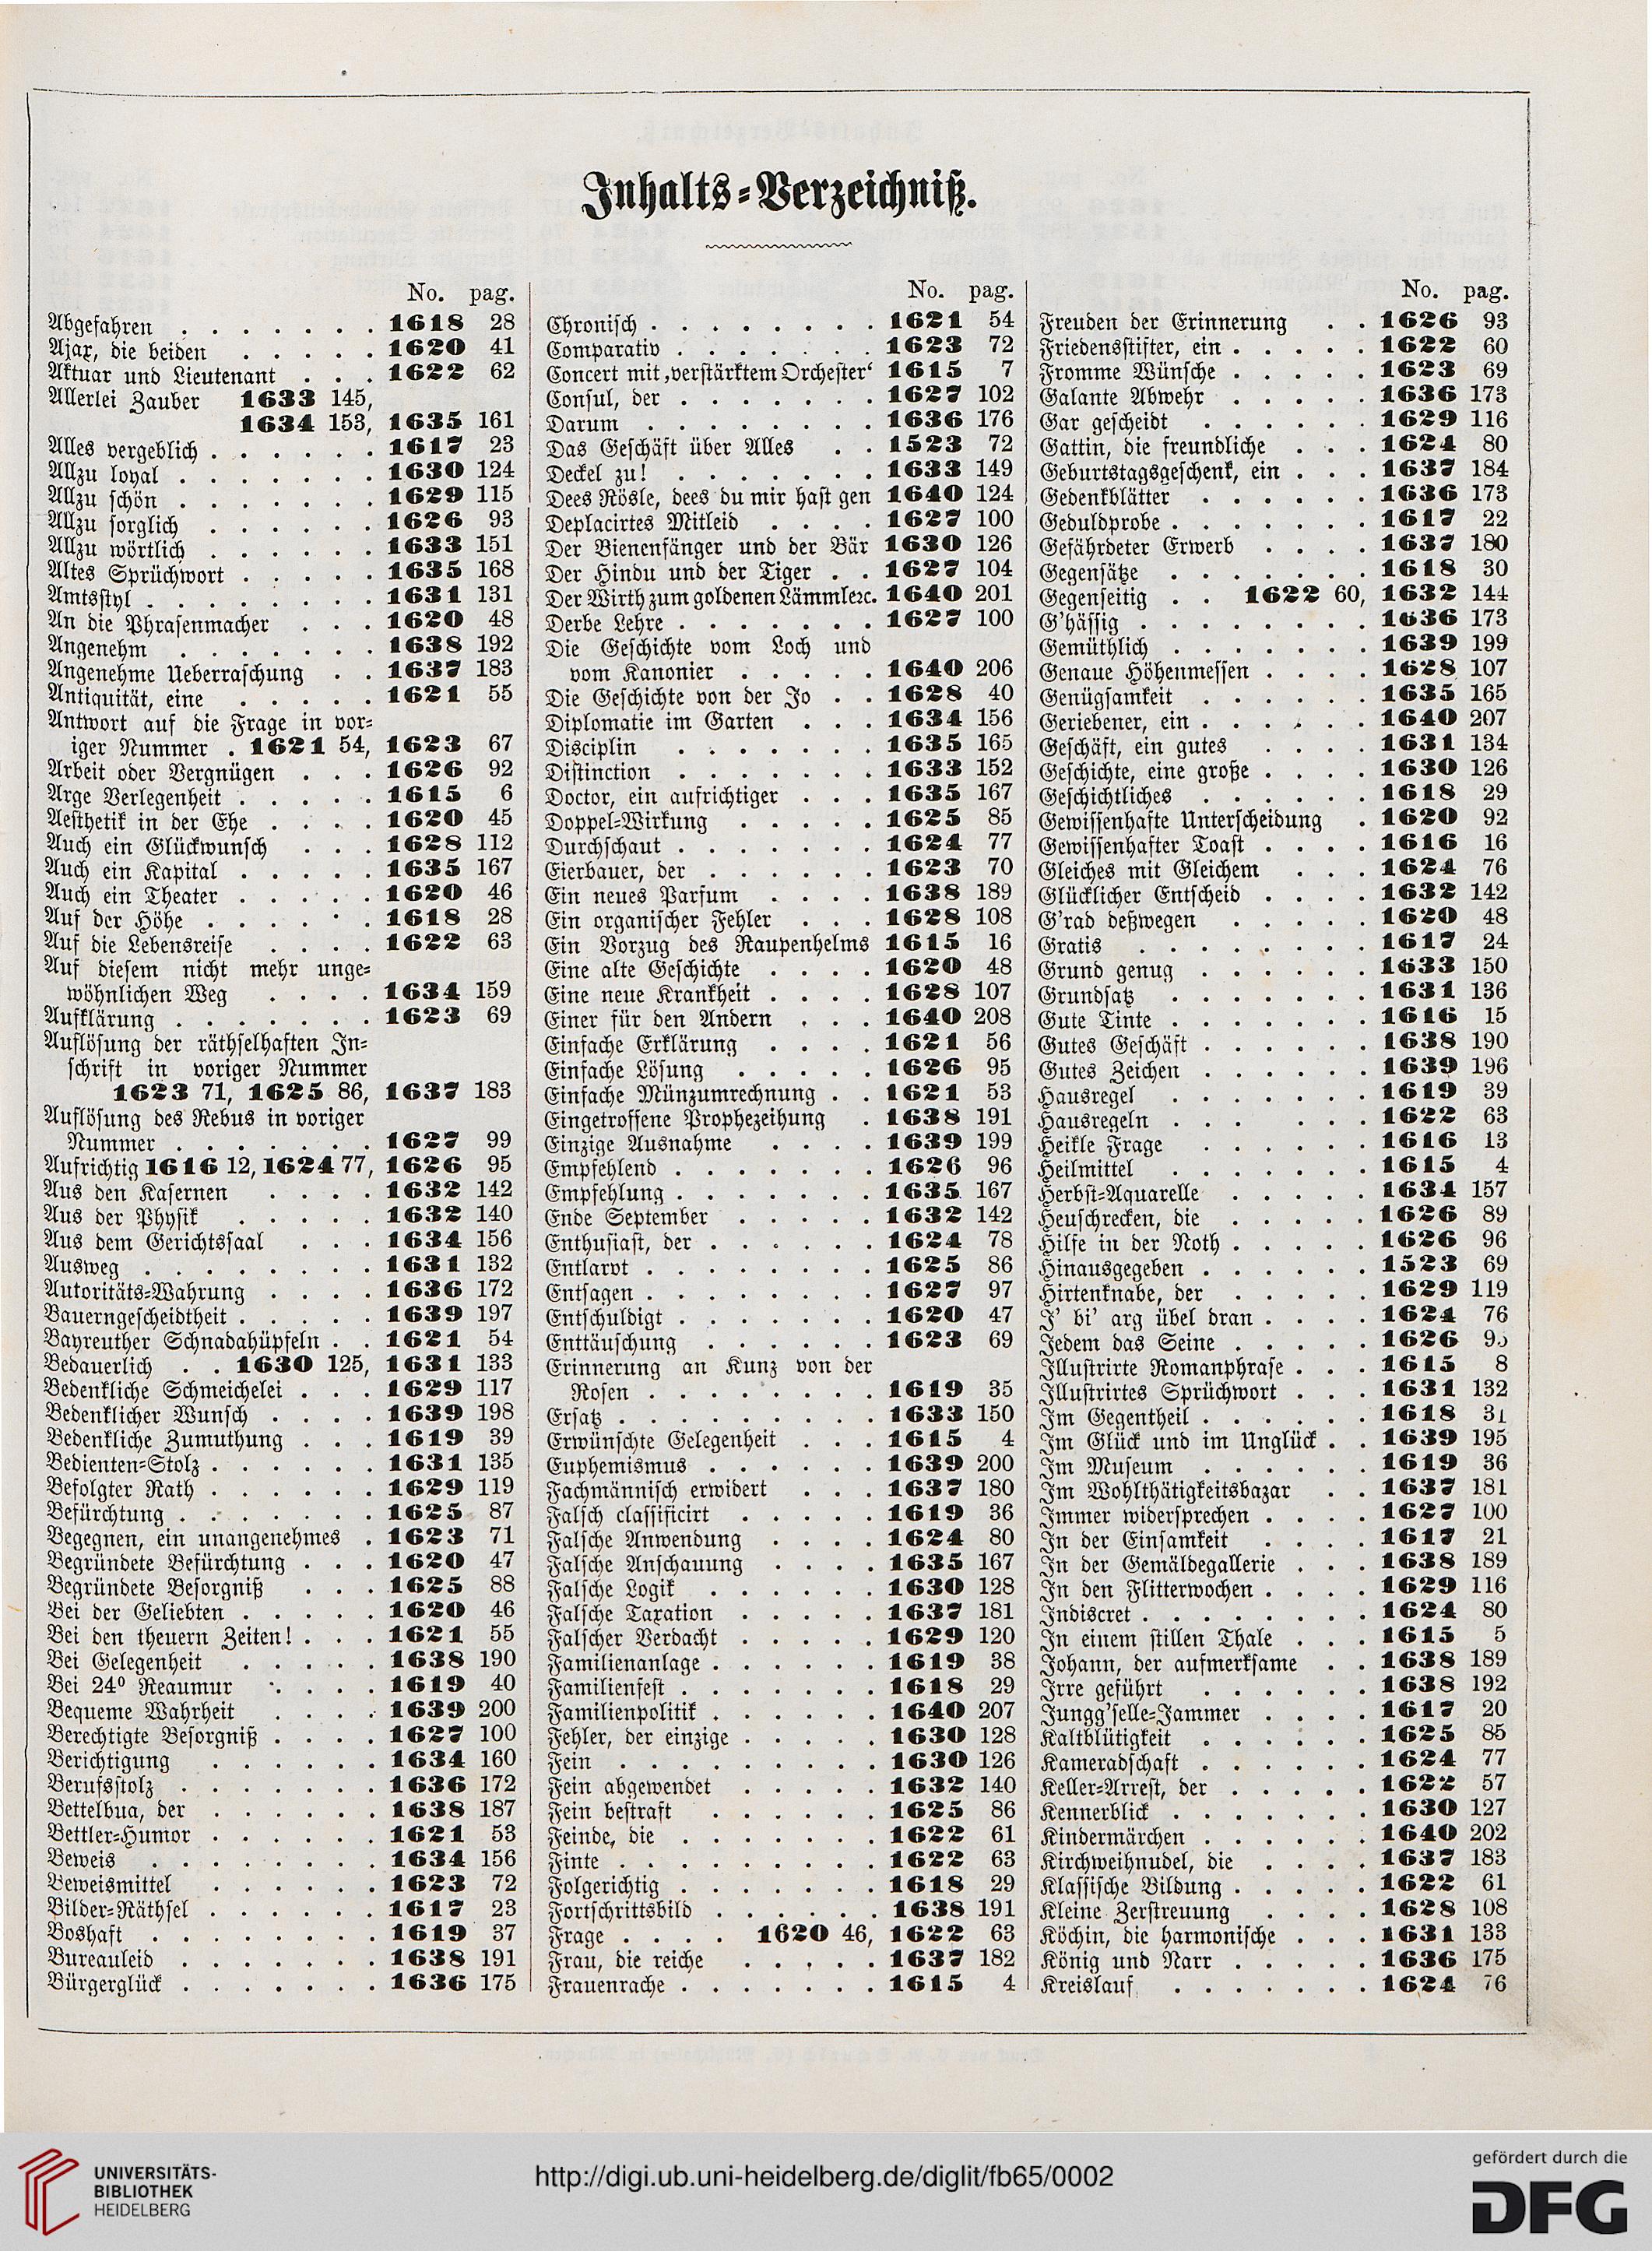 Inhalts-Verzeichniß.
No. pag.
Abgefahren . . . . . . . 1618 28
Ajax, die beiden . . . . . 1620 41
Aktuar und Lieutenant . . . 1622 62
Allerlei Zauber 1633 145,
1634 153, 1635 161
Alles vergeblich . . . . . . 1617 23
Allzu loyal . . . . . . . 1630 124
Allzu schön . . . . . . . 1629 115
Allzu sorglich . . . . . . 1626 93
Allzu wörtlich . . . . . . 1633 151
Altes Sprüchwort . . . . . 1635 168
Amtsstyl . . . . . . . . 1631 131
An die Phrasenmacher . . . 1620 48
Angenehm . . . . . . . 1638 192
Angenehme Ueberraschung . . 1637 183
Antiquität, eine . . . . . 1621 55
Antwort auf die Frage in vor-
iger Nummer . 1621 54, 1623 67
Arbeit oder Vergnügen . . . 1626 92
Arge Verlegenheit . . . . . 1615 6
Aesthetik in der Ehe . . . . 1620 45
Auch ein Glückwunsch . . . 1628 112
Auch ein Kapital . . . . . 1635 167
Auch ein Theater . . . . . 1620 46
Auf der Höhe . . . . . . 1618 28
Auf die Lebensreise . . . . 1622 63
Auf diesem nicht mehr unge-
wöhnlichen Weg . . . . 1634 159
Aufklärung . . . . . . . 1623 69
Auflösung der räthselhaften In-
schrift in voriger Nummer
1623 71, 1625 86, 1637 183
Auflösung des Rebus in voriger
Nummer . . . . . . . 1627 99
Aufrichtig 1616 12, 1624 77, 1626 95
Aus den Kasernen . . . . 1632 142
Aus der Physik . . . . . 1632 140
Aus dem Gerichtssaal . . . 1634 156
Ausweg . . . . . . . . 1631 132
Autoritäts-Wahrung . . . . 1636 172
Bauerngescheidtheit . . . . . 1639 197
Bayreuther Schnadahüpfeln . . 1621 54
Bedauerlich . . 1630 125, 1631 133
Bedenkliche Schmeichelei . . . 1629 117
Bedenklicher Wunsch . . . . 1639 198
Bedenkliche Zumuthung . . . 1619 39
Bedienten-Stolz . . . . . . 1631 135
Befolgter Rath . . . . . . 1629 119
Befürchtung . . . . . . . 1625 87
Begegnen, ein unangenehmes . 1623 71
Begründete Befürchtung . . . 1620 47
Begründete Besorgniß . . . 1625 88
Bei der Geliebten . . . . . 1620 46
Bei den theuern Zeiten! . . . 1621 55
Bei Gelegenheit . . . . . 1638 190
Bei 24° Reaumur . . . . 1619 40
Bequeme Wahrheit . . . . 1639 200
Berechtigte Besorgniß . . . . 1627 100
Berichtigung . . . . . . 1634 160
Berufsstolz . . . . . . . 1636 172
Bettelbua, der . . . . . . 1638 187
Bettler-Humor . . . . . . 1621 53
Beweis . . . . . . . . 1634 156
Beweismittel . . . . . . 1623 72
Bilder-Räthsel . . . . . . 1617 23
Boshaft . . . . . . . . 1619 37
Bureauleid . . . . . . . 1638 191
Bürgerglück . . . . . . . 1636 175
No. pag.
Chronisch . . . . . . . . 1621 54
Comparativ . . . . . . . 1623 72
Concert mit ‚verstärktem Orchester‘ 1615 7
Consul, der . . . . . . . 1627 102
Darum . . . . . . . . 1636 176
Das Geschäft über Alles . . 1523 72
Deckel zu! . . . . . . . 1633 149
Dees Rösle, dees du mir hast gen 1640 124
Deplacirtes Mitleid . . . . 1627 100
Der Bienenfänger und der Bär 1630 126
Der Hindu und der Tiger . . 1627 104
Der Wirth zum goldenen Lämmle ꝛc. 1640 201
Derbe Lehre . . . . . . . 1627 100
Die Geschichte vom Loch und
vom Kanonier . . . . . 1640 206
Die Geschichte von der Jo . . 1628 40
Diplomatie im Garten . . . 1634 156
Disciplin . . . . . . . 1635 165
Distinction . . . . . . . 1633 152
Doctor, ein aufrichtiger . . . 1635 167
Doppel-Wirkung . . . . . 1625 85
Durchschaut . . . . . . . 1624 77
Eierbauer, der . . . . . . 1623 70
Ein neues Parfum . . . . 1638 189
Ein organischer Fehler . . . 1628 108
Ein Vorzug des Raupenhelms 1615 16
Eine alte Geschichte . . . . 1620 48
Eine neue Krankheit . . . . 1628 107
Einer für den Andern . . . 1640 208
Einfache Erklärung . . . . 1621 56
Einfache Lösung . . . . . 1626 95
Einfache Münzumrechnung . . 1621 53
Eingetroffene Prophezeihung . 1638 191
Einzige Ausnahme . . . . 1639 199
Empfehlend . . . . . . . 1626 96
Empfehlung . . . . . . . 1635 167
Ende September . . . . . 1632 142
Enthusiast, der . . . . . . 1624 78
Entlarvt . . . . . . . . 1625 86
Entsagen . . . . . . . . 1627 97
Entschuldigt . . . . . . . 1620 47
Enttäuschung . . . . . . 1623 69
Erinnerung an Kunz von der
Rosen . . . . . . . . 1619 35
Ersatz . . . . . . . . . 1633 150
Erwünschte Gelegenheit . . . 1615 4
Euphemismus . . . . . . 1639 200
Fachmännisch erwidert . . . 1637 180
Falsch classificirt . . . . . 1619 36
Falsche Anwendung . . . . 1624 80
Falsche Anschauung . . . . 1635 167
Falsche Logik . . . . . . 1630 128
Falsche Taxation . . . . . 1637 181
Falscher Verdacht . . . . . 1629 120
Familienanlage . . . . . . 1619 38
Familienfest . . . . . . . 1618 29
Familienpolitik . . . . . . 1640 207
Fehler, der einzige . . . . . 1630 128
Fein . . . . . . . . . 1630 126
Fein abgewendet . . . . . 1632 140
Fein bestraft . . . . . . 1625 86
Feinde, die . . . . . . . 1622 61
Finte . . . . . . . . . 1622 63
Folgerichtig . . . . . . . 1618 29
Fortschrittsbild . . . . . . 1638 191
Frage . . . . 1620 46, 1622 63
Frau, die reiche . . . . . 1637 182
Frauenrache . . . . . . . 1615 4
No. pag.
Freuden der Erinnerung . . 1626 93
Friedensstifter, ein . . . . . 1622 60
Fromme Wünsche . . . . . 1623 69
Galante Abwehr . . . . . 1636 173
Gar gescheidt . . . . . . 1629 116
Gattin, die freundliche . . . 1624 80
Geburtstagsgeschenk, ein . . . 1637 184
Gedenkblätter . . . . . . 1636 173
Geduldprobe . . . . . . . 1617 22
Gefährdeter Erwerb . . . . 1637 180
Gegensätze . . . . . . . 1618 30
Gegenseitig . . 1622 60, 1632 144
G'hässig . . . . . . . . 1636 173
Gemüthlich . . . . . . . 1639 199
Genaue Höhenmessen . . . . 1628 107
Genügsamkeit . . . . . . 1635 165
Geriebener, ein . . . . . . 1640 207
Geschäft, ein gutes . . . . 1631 134
Geschichte, eine große . . . . 1630 126
Geschichtliches . . . . . . 1618 29
Gewissenhafte Unterscheidung . 1620 92
Gewissenhafter Toast . . . . 1616 16
Gleiches mit Gleichem . . . 1624 76
Glücklicher Entscheid . . . . 1632 142
G'rad deßwegen . . . . . 1620 48
Gratis . . . . . . . . 1617 24
Grund genug . . . . . . 1633 150
Grundsatz . . . . . . . 1631 136
Gute Tinte . . . . . . . 1616 15
Gutes Geschäft . . . . . . 1638 190
Gutes Zeichen . . . . . . 1639 196
Hausregel . . . . . . . 1619 39
Hausregeln . . . . . . . 1622 63
Heikle Frage . . . . . . 1616 13
Heilmittel . . . . . . . 1615 4
Herbst-Aquarelle . . . . . 1634 157
Heuschrecken, die . . . . . 1626 89
Hilfe in der Noth . . . . . 1626 96
Hinausgegeben . . . . . . 1523 69
Hirtenknabe, der . . . . . 1629 119
I' bi' arg übel dran . . . . 1624 76
Jedem das Seine . . . . . 1626
Illustrirte Romanphrase . . . 1615 8
Illustrirtes Sprüchwort . . . 1631 132
Im Gegentheil . . . . . . 1618 31
Im Glück und im Unglück . . 1639 195
Im Museum . . . . . . 1619 36
Im Wohlthätigkeitsbazar . . 1637 181
Immer widersprechen . . . . 1627 100
In der Einsamkeit . . . . 1617 21
In der Gemäldegallerie . . . 1638 189
In den Flitterwochen . . . . 1629 116
Indiscret . . . . . . . . 1624 80
In einem stillen Thale . . . 1615 5
Johann, der aufmerksame . . 1638 189
Irre geführt . . . . . . 1638 192
Jungg'selle-Jammer . . . . 1617 20
Kaltblütigkeit . . . . . . 1625 85
Kameradschaft . . . . . . 1624 77
Keller-Arrest, der . . . . . 1622 57
Kennerblick . . . . . . . 1630 127
Kindermärchen . . . . . . 1640 202
Kirchweihnudel, die . . . . 1637 183
Klassische Bildung . . . . . 1622 61
Kleine Zerstreuung . . . . 1628 108
Köchin, die harmonische . . . 1631 133
König und Narr . . . . . 1636 175
Kreislauf . . . . . . . 1624 76
UNIVERSITÄTS-
BIBLIOTHEK
HEIDELBERG
http://digi.ub.uni-heidelberg.de/diglit/fb65/0002
gefördert durch die
DFG